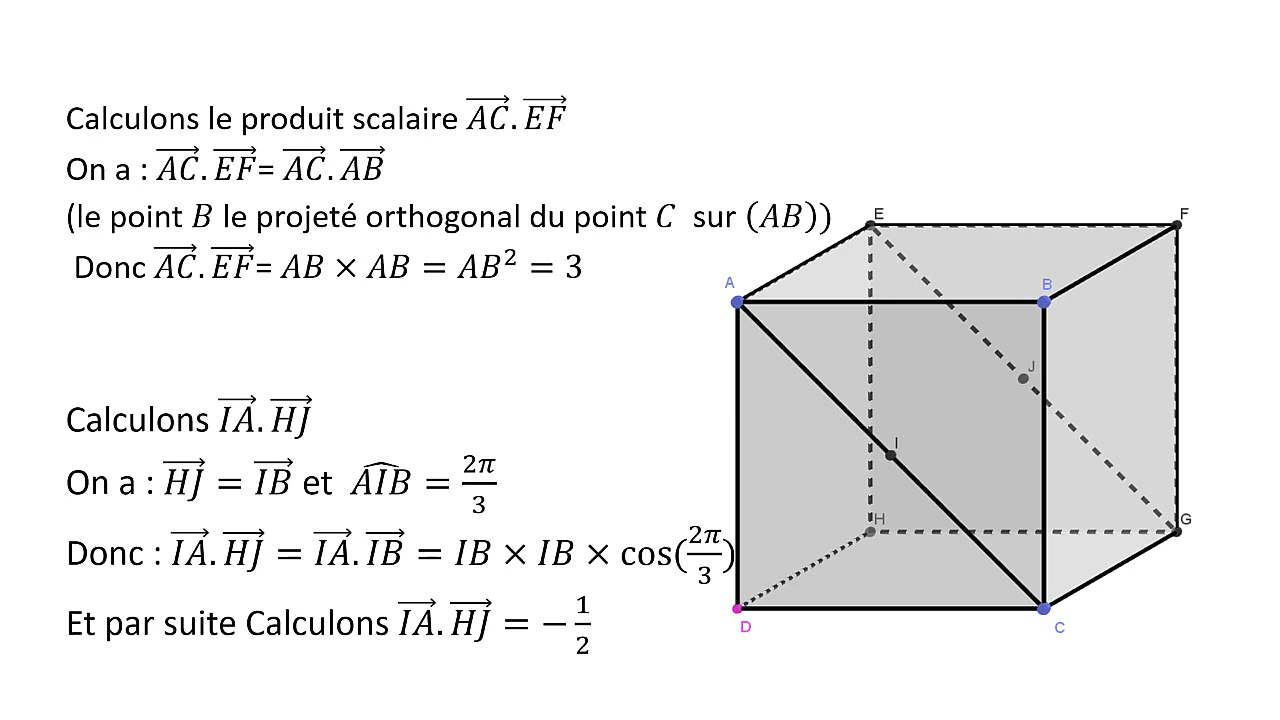 Calculons le produit scalaire $\overrightarrow{AC}.\overrightarrow{EF}$
On a : $\overrightarrow{AC}.\overrightarrow{EF}= \overrightarrow{AC}.\overrightarrow{AB}$
(le point $B$ le projeté orthogonal du point $C$ sur $(AB)$)
Donc $\overrightarrow{AC}.\overrightarrow{EF}= AB \times AB = AB^2 = 3$
Calculons $\overrightarrow{IA}.\overrightarrow{HJ}$
On a : $\overrightarrow{HJ} = \overrightarrow{IB}$ et $\widehat{AIB} = \frac{2\pi}{3}$
Donc : $\overrightarrow{IA}.\overrightarrow{HJ} = \overrightarrow{IA}.\overrightarrow{IB} = IB \times IB \times \cos(\frac{2\pi}{3})$
Et par suite Calculons $\overrightarrow{IA}.\overrightarrow{HJ} = -\frac{1}{2}$
E
F
A
B
J
I
H
G
D
C